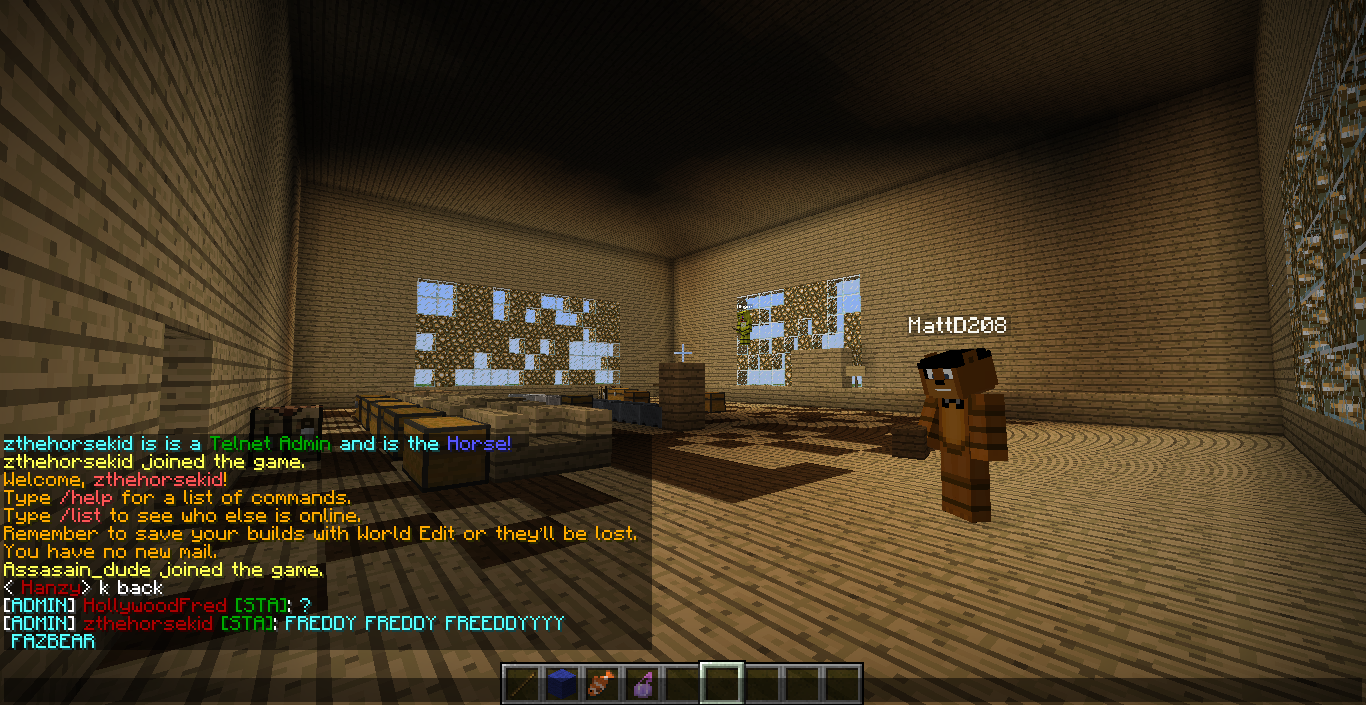 MattD208
zthehorsekid is is a Telnet Admin and is the Horse!
zthehorsekid joined the game.
Welcome, zthehorsekid!
Type /help for a list of commands.
Type /list to see who else is online.
Remember to save your builds with World Edit or they'll be lost.
You have no new mail.
Assasain_dude joined the game.
< Hanzy> k back
[ADMIN] HollywoodFred [STA]: ?
[ADMIN] zthehorsekid [STA]: FREDDY FREDDY FREEDDYYYY
FAZBEAR